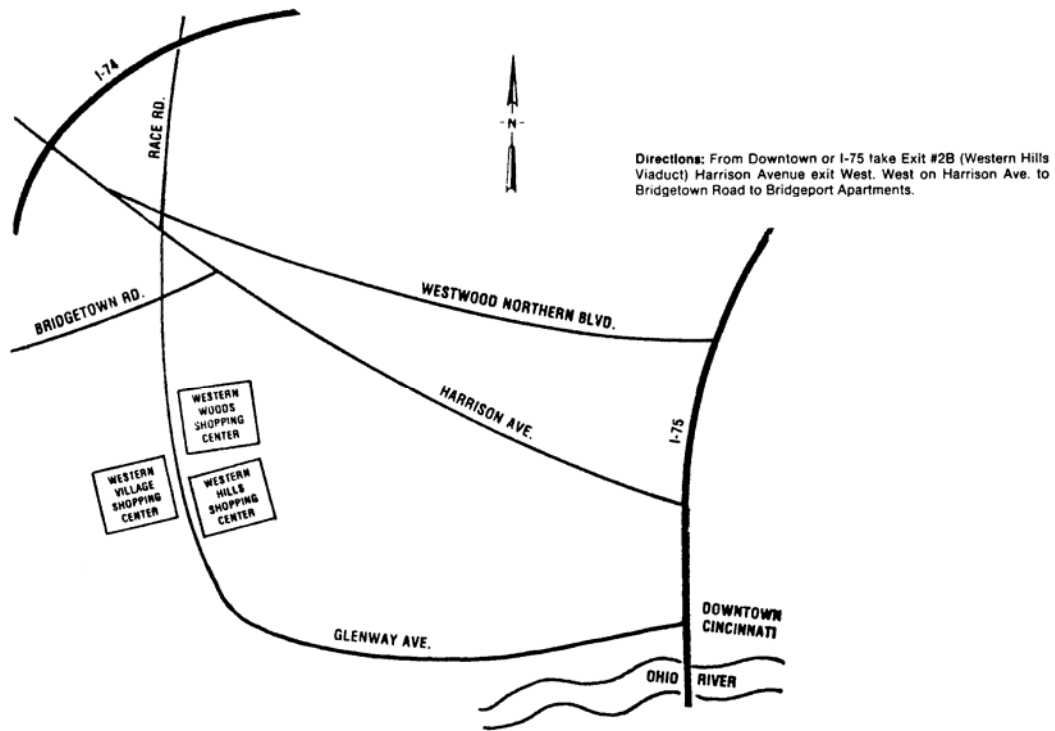 I-74
RACE RD.
-N-
Directions: From Downtown or I-75 take Exit #2B (Western Hills
Viaduct) Harrison Avenue exit West. West on Harrison Ave. to
Bridgetown Road to Bridgeport Apartments.
BRIDGETOWN RD.
WESTWOOD NORTHERN BLVD.
HARRISON AVE.
I-75
WESTERN
WOODS
SHOPPING
CENTER
WESTERN
VILLAGE
SHOPPING
CENTER
WESTERN
HILLS
SHOPPING
CENTER
GLENWAY AVE.
DOWNTOWN
CINCINNATI
OHIO RIVER